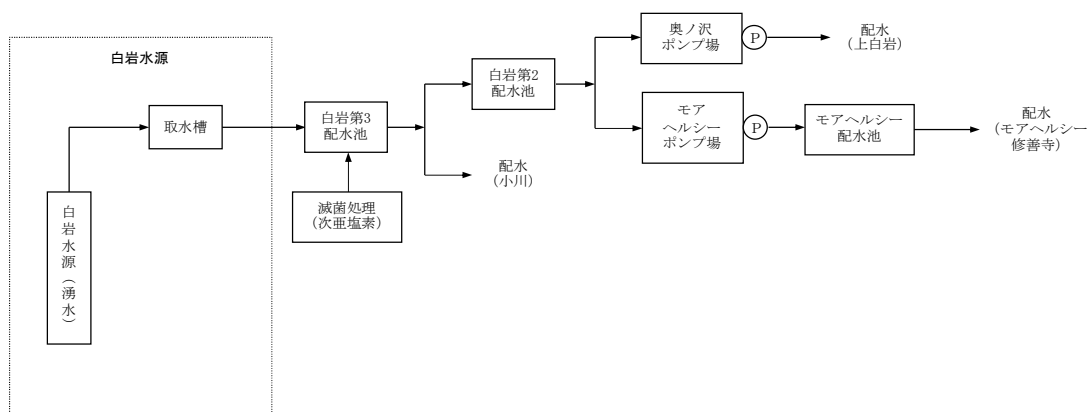 白岩水源
白岩水源（湧水）
取水槽
白岩第3
配水池
滅菌処理
（次亜塩素）
白岩第2
配水池
配水
（小川）
奥ノ沢
ポンプ場
P
配水
（上白岩）
モア
ヘルシー
ポンプ場
P
モアヘルシー
配水池
配水
（モアヘルシー
修善寺）